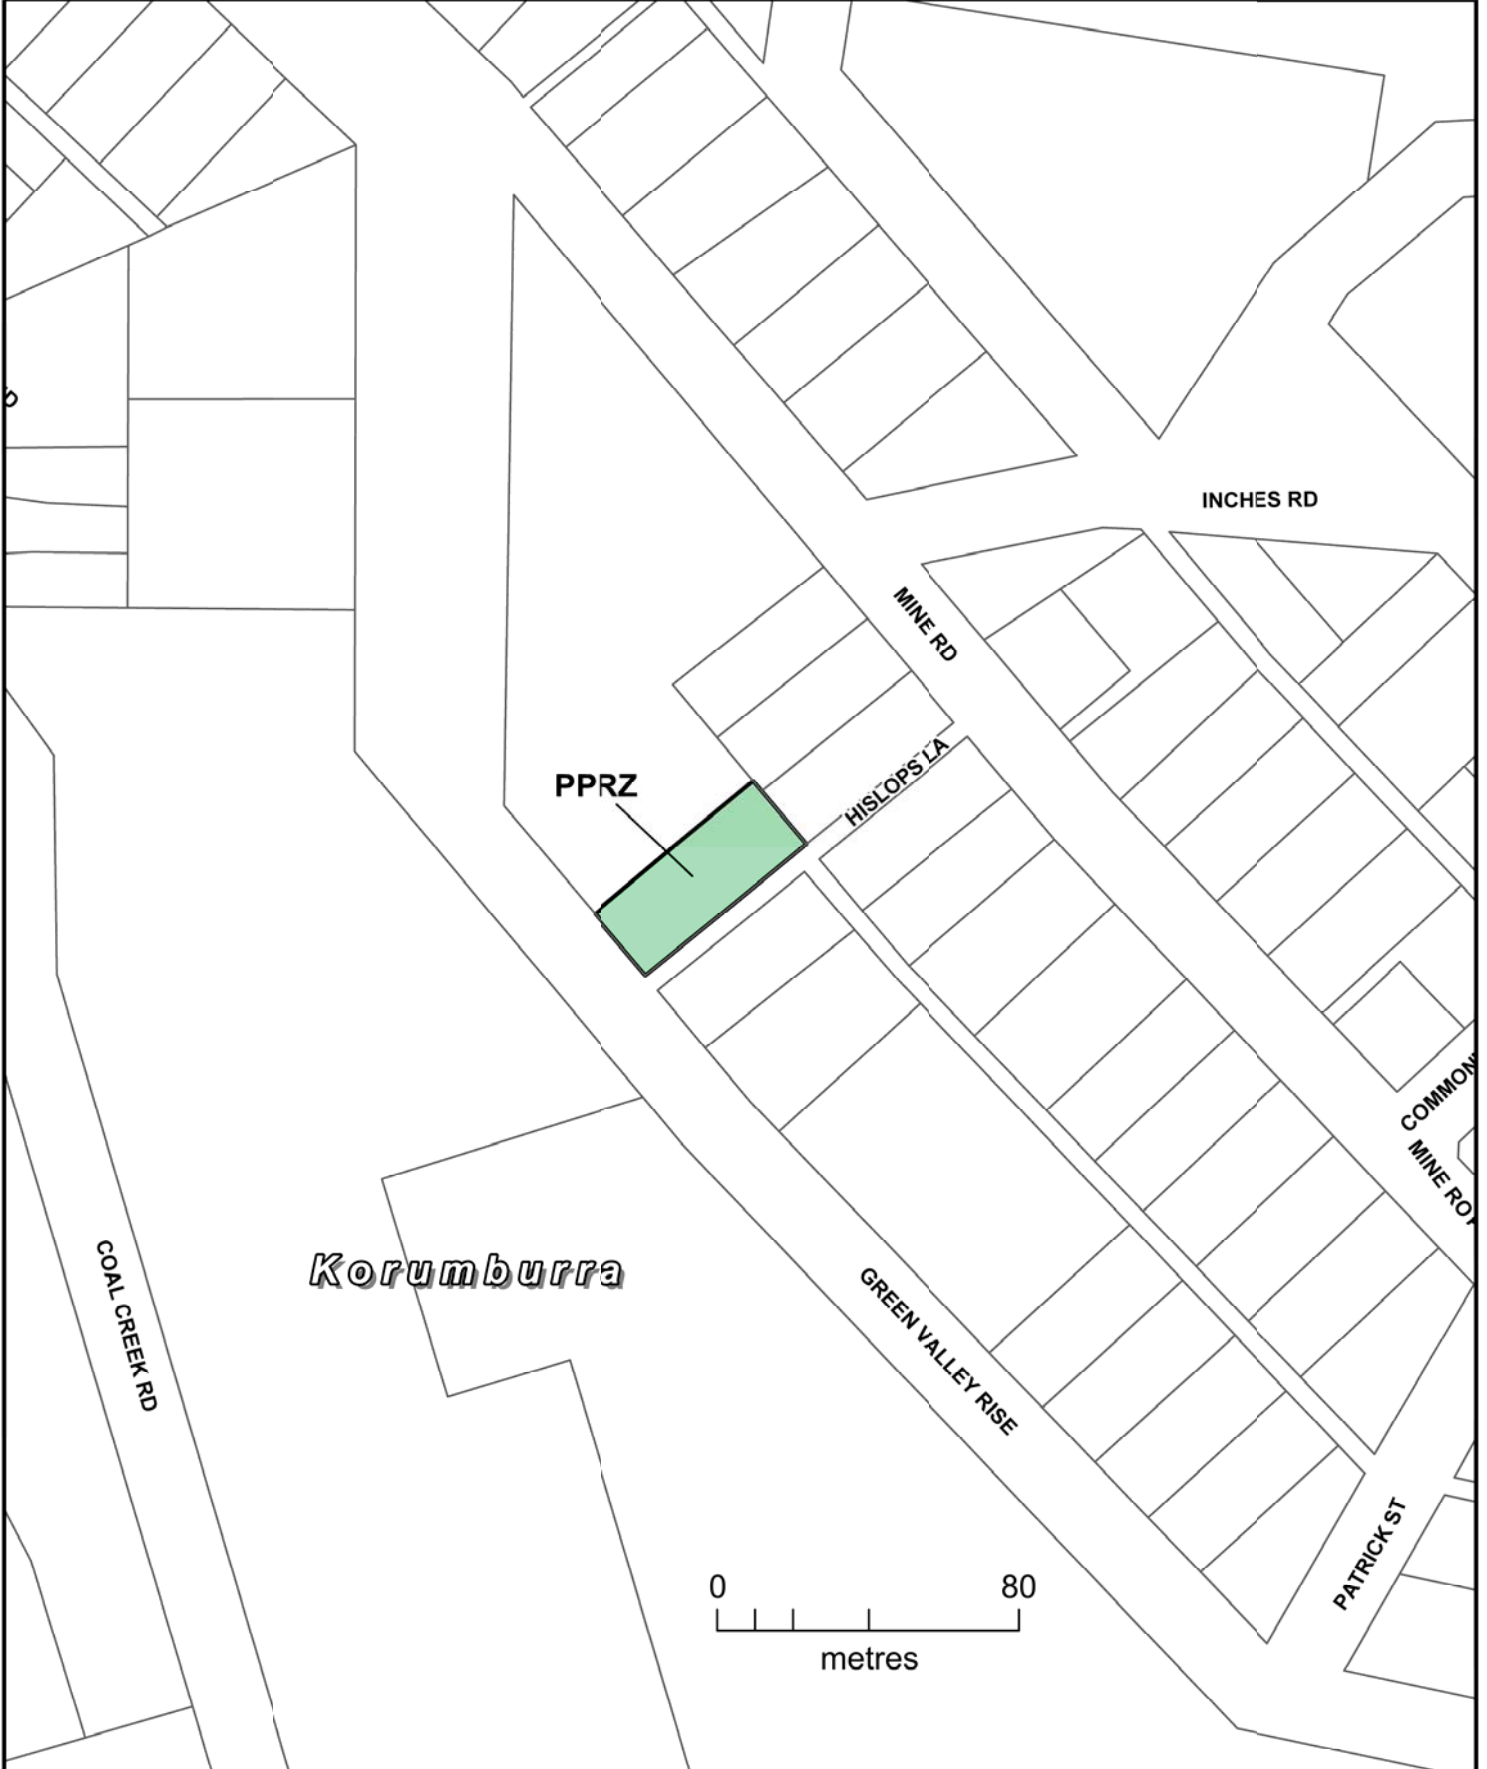 INCHES RD
MINE RD
HISLOPS LA
PPRZ
COMMON
MINE RO
Korumburra
COAL CREEK RD
GREEN VALLEY RISE
PATRICK ST
0 80
metres